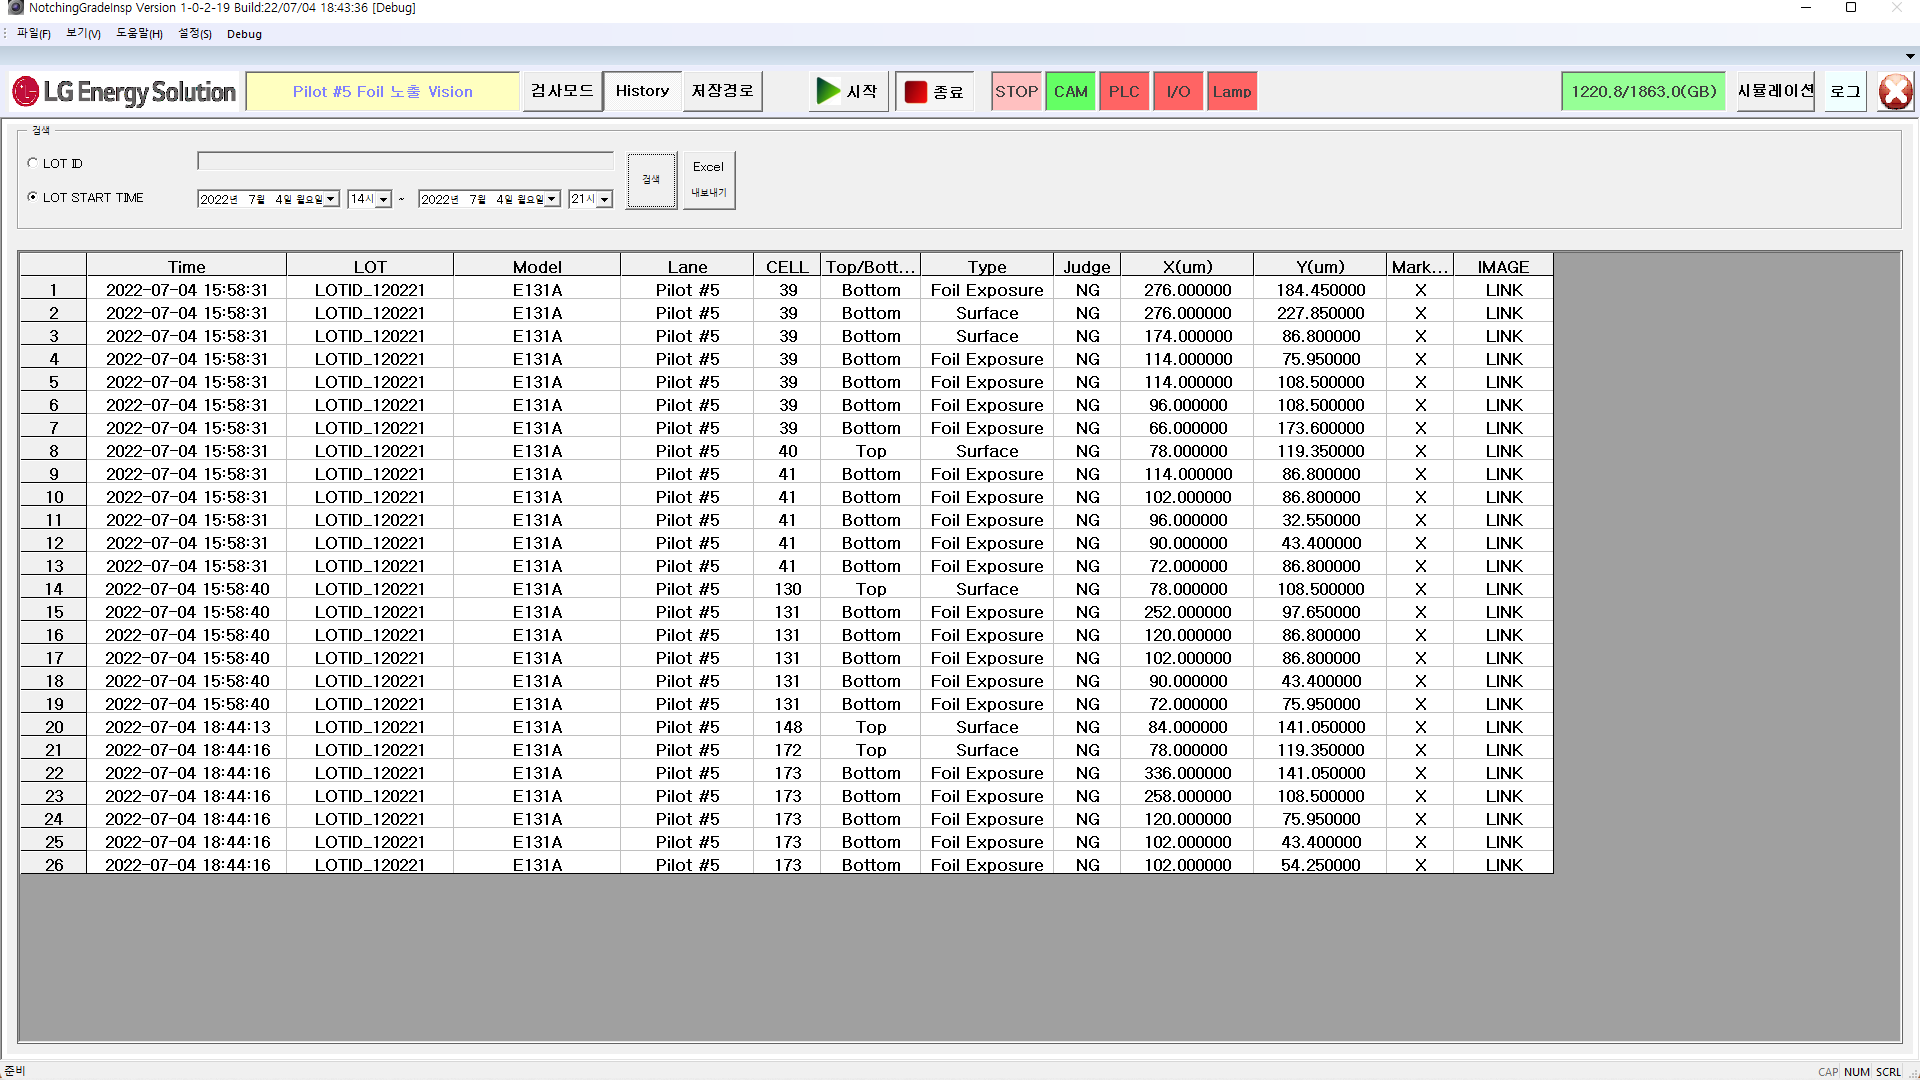 NotchingGradeInsp Version 1-0-2-19 Build:22/07/04 18:43:36 [Debug]
파일(F) 보기(V) 도움말(H) 설정(S) Debug
LG Energy Solution Pilot #5 Foil 노출 Vision 검사모드 History 저장경로 시작 종료 STOP CAM PLC I/O Lamp 1220.8/1863.0(GB) 시뮬레이션 로그
검색
LOT ID
검색 Excel 내보내기
LOT START TIME 2022년 7월 4일 월요일 14시 ~ 2022년 7월 4일 월요일 21시
Time LOT Model Lane CELL Top/Bott... Type Judge X(um) Y(um) Mark... IMAGE
1 2022-07-04 15:58:31 LOTID_120221 E131A Pilot #5 39 Bottom Foil Exposure NG 276.000000 184.450000 X LINK
2 2022-07-04 15:58:31 LOTID_120221 E131A Pilot #5 39 Bottom Surface NG 276.000000 227.850000 X LINK
3 2022-07-04 15:58:31 LOTID_120221 E131A Pilot #5 39 Bottom Surface NG 174.000000 86.800000 X LINK
4 2022-07-04 15:58:31 LOTID_120221 E131A Pilot #5 39 Bottom Foil Exposure NG 114.000000 75.950000 X LINK
5 2022-07-04 15:58:31 LOTID_120221 E131A Pilot #5 39 Bottom Foil Exposure NG 114.000000 108.500000 X LINK
6 2022-07-04 15:58:31 LOTID_120221 E131A Pilot #5 39 Bottom Foil Exposure NG 96.000000 108.500000 X LINK
7 2022-07-04 15:58:31 LOTID_120221 E131A Pilot #5 39 Bottom Foil Exposure NG 66.000000 173.600000 X LINK
8 2022-07-04 15:58:31 LOTID_120221 E131A Pilot #5 40 Top Surface NG 78.000000 119.350000 X LINK
9 2022-07-04 15:58:31 LOTID_120221 E131A Pilot #5 41 Bottom Foil Exposure NG 114.000000 86.800000 X LINK
10 2022-07-04 15:58:31 LOTID_120221 E131A Pilot #5 41 Bottom Foil Exposure NG 102.000000 86.800000 X LINK
11 2022-07-04 15:58:31 LOTID_120221 E131A Pilot #5 41 Bottom Foil Exposure NG 96.000000 32.550000 X LINK
12 2022-07-04 15:58:31 LOTID_120221 E131A Pilot #5 41 Bottom Foil Exposure NG 90.000000 43.400000 X LINK
13 2022-07-04 15:58:31 LOTID_120221 E131A Pilot #5 41 Bottom Foil Exposure NG 72.000000 86.800000 X LINK
14 2022-07-04 15:58:40 LOTID_120221 E131A Pilot #5 130 Top Surface NG 78.000000 108.500000 X LINK
15 2022-07-04 15:58:40 LOTID_120221 E131A Pilot #5 131 Bottom Foil Exposure NG 252.000000 97.650000 X LINK
16 2022-07-04 15:58:40 LOTID_120221 E131A Pilot #5 131 Bottom Foil Exposure NG 120.000000 86.800000 X LINK
17 2022-07-04 15:58:40 LOTID_120221 E131A Pilot #5 131 Bottom Foil Exposure NG 102.000000 86.800000 X LINK
18 2022-07-04 15:58:40 LOTID_120221 E131A Pilot #5 131 Bottom Foil Exposure NG 90.000000 43.400000 X LINK
19 2022-07-04 15:58:40 LOTID_120221 E131A Pilot #5 131 Bottom Foil Exposure NG 72.000000 75.950000 X LINK
20 2022-07-04 18:44:13 LOTID_120221 E131A Pilot #5 148 Top Surface NG 84.000000 141.050000 X LINK
21 2022-07-04 18:44:16 LOTID_120221 E131A Pilot #5 172 Top Surface NG 78.000000 119.350000 X LINK
22 2022-07-04 18:44:16 LOTID_120221 E131A Pilot #5 173 Bottom Foil Exposure NG 336.000000 141.050000 X LINK
23 2022-07-04 18:44:16 LOTID_120221 E131A Pilot #5 173 Bottom Foil Exposure NG 258.000000 108.500000 X LINK
24 2022-07-04 18:44:16 LOTID_120221 E131A Pilot #5 173 Bottom Foil Exposure NG 120.000000 75.950000 X LINK
25 2022-07-04 18:44:16 LOTID_120221 E131A Pilot #5 173 Bottom Foil Exposure NG 102.000000 43.400000 X LINK
26 2022-07-04 18:44:16 LOTID_120221 E131A Pilot #5 173 Bottom Foil Exposure NG 102.000000 54.250000 X LINK
준비 CAP NUM SCRL